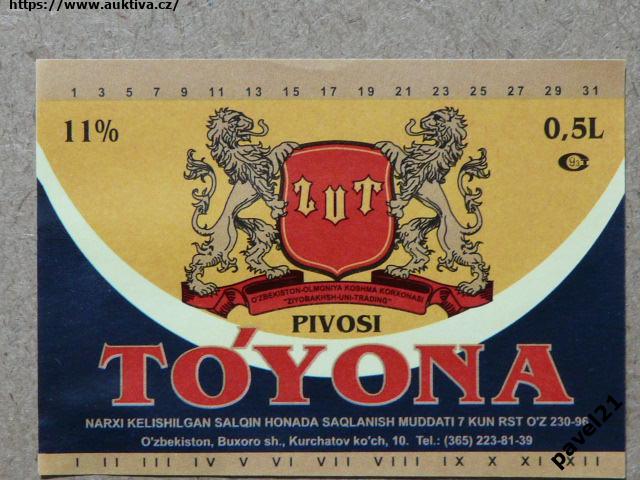 https://www.auktiva.cz/
1 3 5 7 9 11 13 15 17 19 21 23 25 27 29 31
11%
0,5L
ZUT
O'ZBEKISTON-OLMONIYA KOSHMA KORXONASI
"ZIYOBAKHSH-UNI-TRADING"
PIVOSI
TO'YONA
NARXI KELISHILGAN SALQIN HONADA SAQLANISH MUDDATI 7 KUN RST O'Z 230-96
O'zbekiston, Buxoro sh., Kurchatov ko'ch, 10. Tel.: (365) 223-81-39
I II III IV V VI VII VIII IX X XI XII
pavel21